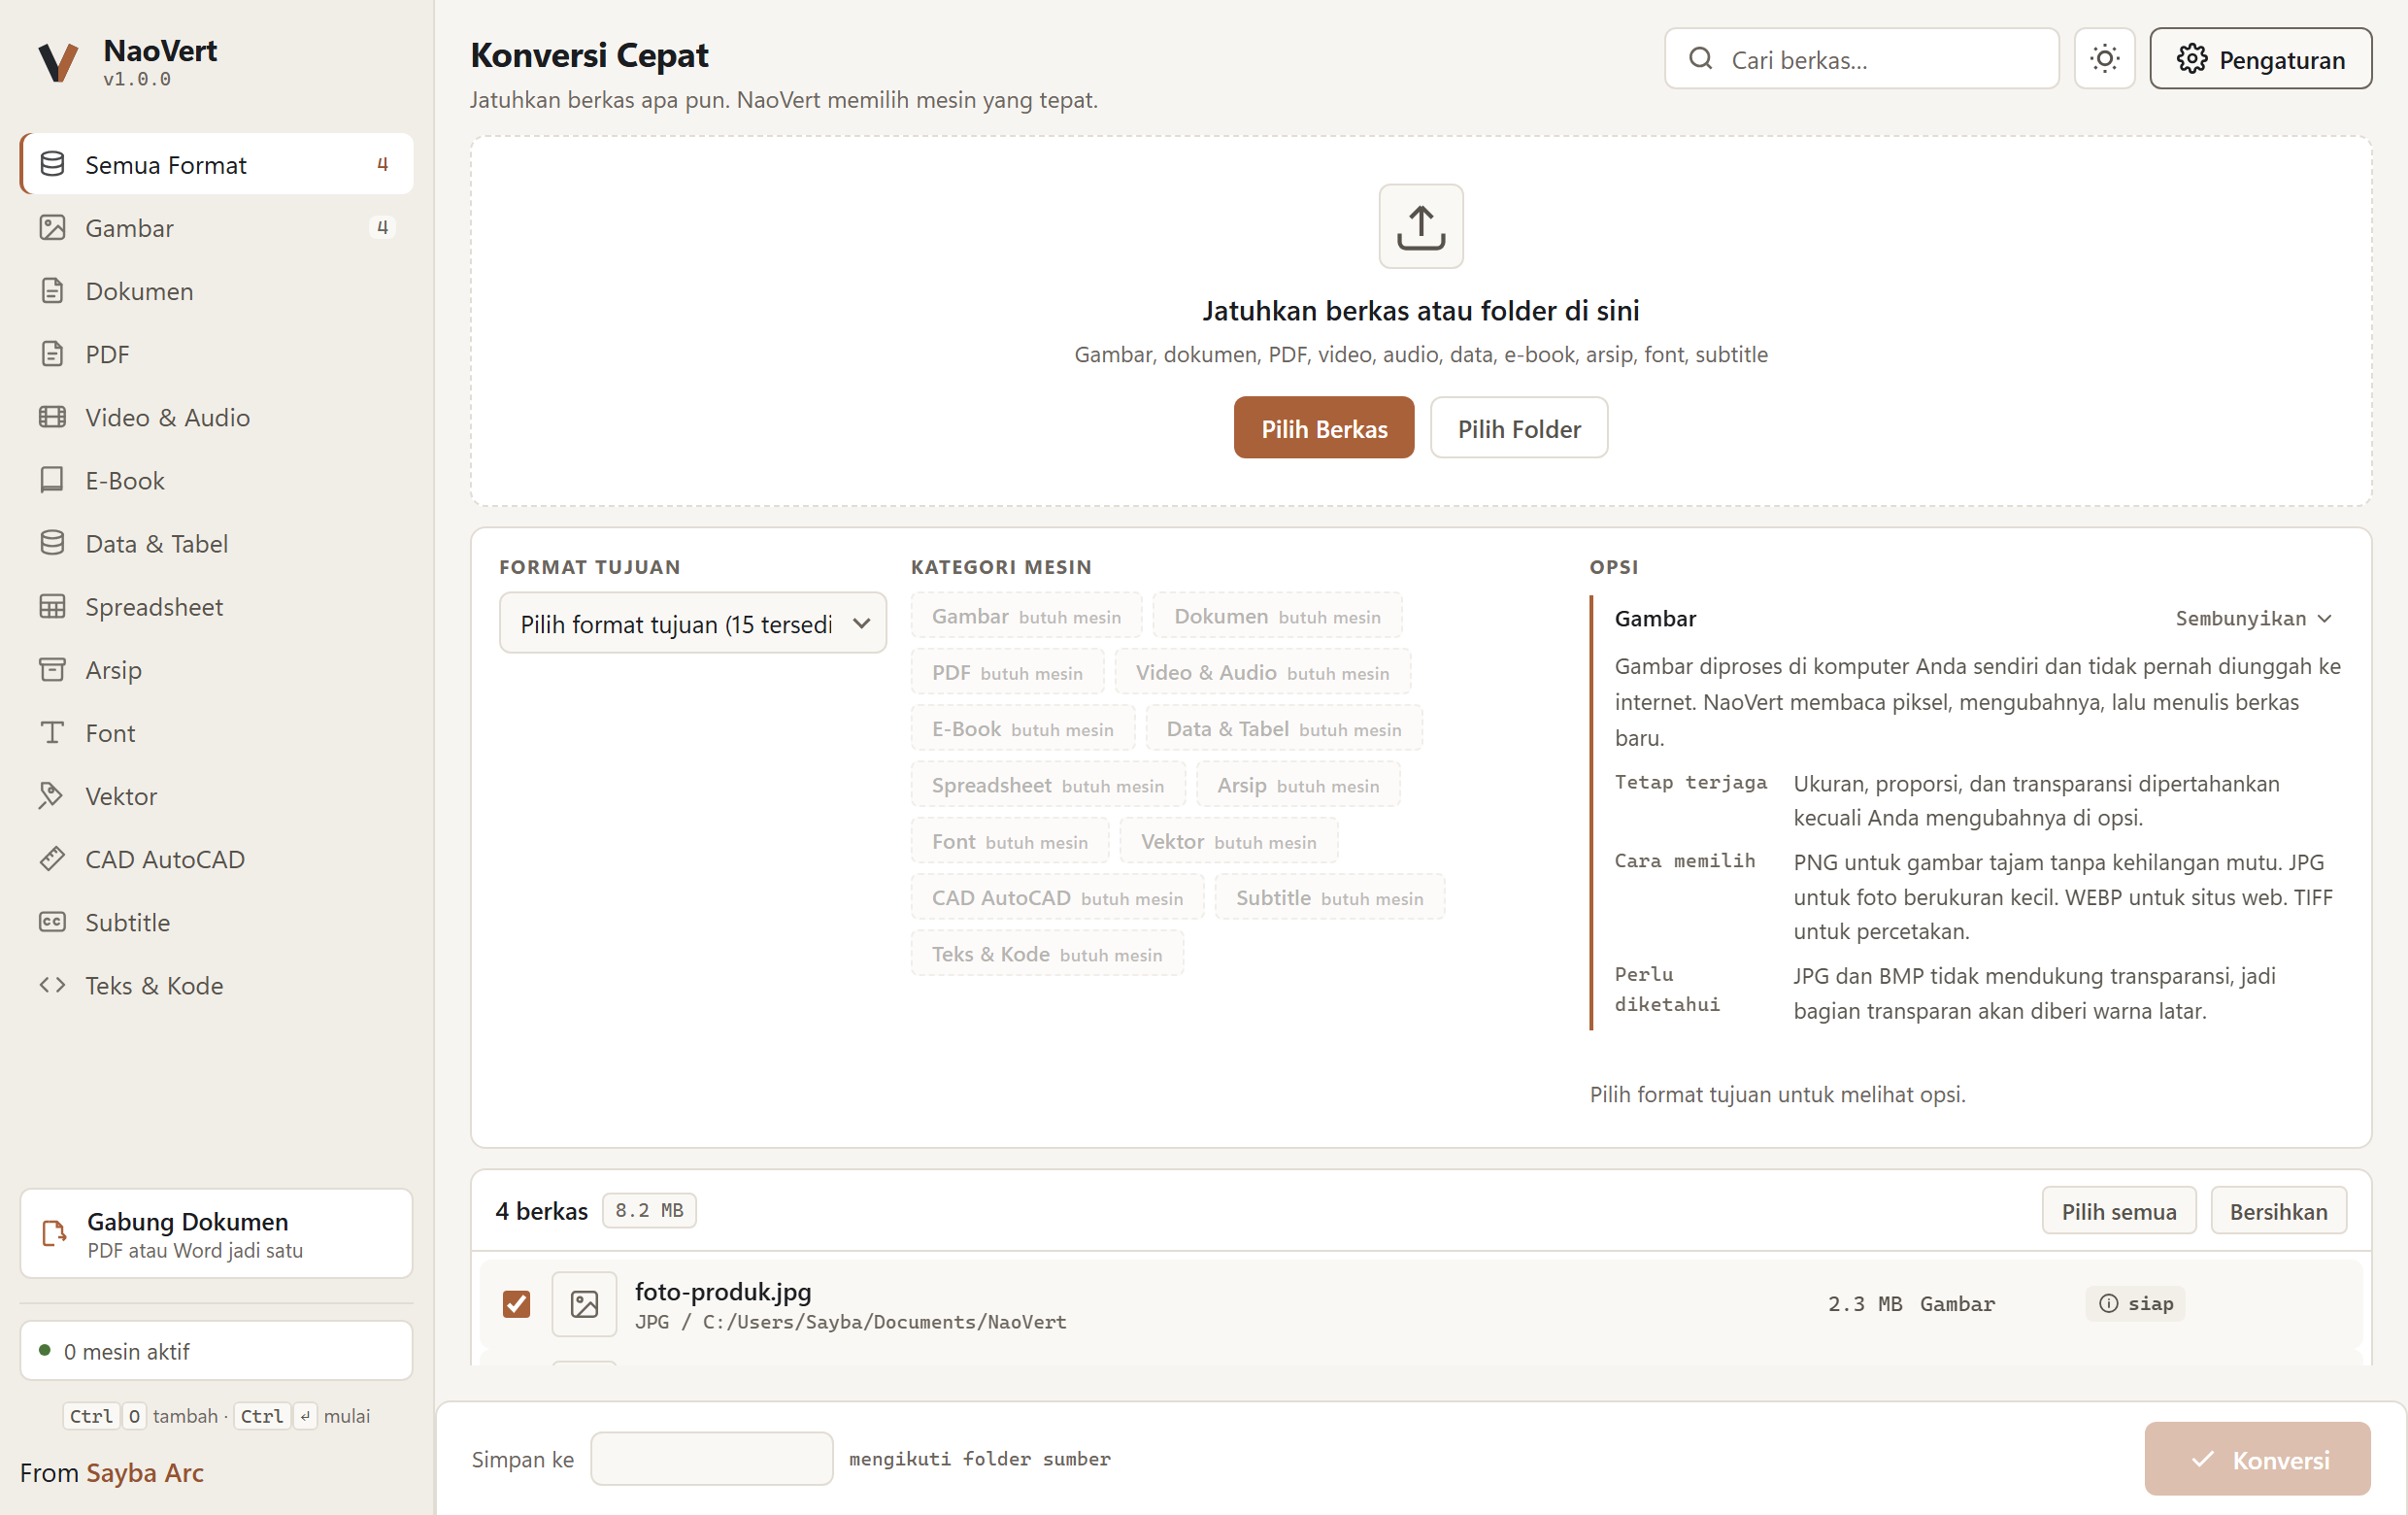 NaoVert
v1.0.0
Semua Format 4
Gambar 4
Dokumen
PDF
Video & Audio
E-Book
Data & Tabel
Spreadsheet
Arsip
Font
Vektor
CAD AutoCAD
Subtitle
Teks & Kode
Gabung Dokumen
PDF atau Word jadi satu
0 mesin aktif
Ctrl O tambah · Ctrl ↵ mulai
From Sayba Arc
Konversi Cepat
Jatuhkan berkas apa pun. NaoVert memilih mesin yang tepat.
Cari berkas...
Pengaturan
Jatuhkan berkas atau folder di sini
Gambar, dokumen, PDF, video, audio, data, e-book, arsip, font, subtitle
Pilih Berkas
Pilih Folder
FORMAT TUJUAN
Pilih format tujuan (15 tersedi
KATEGORI MESIN
Gambar butuh mesin
Dokumen butuh mesin
PDF butuh mesin
Video & Audio butuh mesin
E-Book butuh mesin
Data & Tabel butuh mesin
Spreadsheet butuh mesin
Arsip butuh mesin
Font butuh mesin
Vektor butuh mesin
CAD AutoCAD butuh mesin
Subtitle butuh mesin
Teks & Kode butuh mesin
OPSI
Gambar
Sembunyikan
Gambar diproses di komputer Anda sendiri dan tidak pernah diunggah ke
internet. NaoVert membaca piksel, mengubahnya, lalu menulis berkas
baru.
Tetap terjaga
Ukuran, proporsi, dan transparansi dipertahankan
kecuali Anda mengubahnya di opsi.
Cara memilih
PNG untuk gambar tajam tanpa kehilangan mutu. JPG
untuk foto berukuran kecil. WEBP untuk situs web. TIFF
untuk percetakan.
Perlu
diketahui
JPG dan BMP tidak mendukung transparansi, jadi
bagian transparan akan diberi warna latar.
Pilih format tujuan untuk melihat opsi.
4 berkas 8.2 MB
Pilih semua
Bersihkan
foto-produk.jpg
JPG / C:/Users/Sayba/Documents/NaoVert
2.3 MB Gambar
siap
Simpan ke
mengikuti folder sumber
Konversi